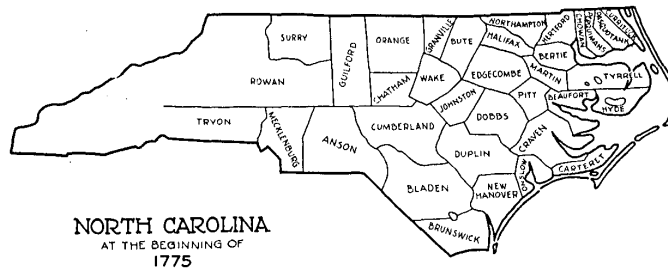 SURRY
GUILFORD
ORANGE
GRANVILLE
BUTE
NORTHAMPTON
HALIFAX
HERTFORD
CHOWAN
PERQUIMANS
PASQUOTANK
CURRITUCK
BERTIE
ROWAN
CHATHAM
WAKE
EDGECOMBE
MARTIN
TYRRELL
JOHNSTON
PITT
BEAUFORT
HYDE
TRYON
MECKLENBURG
ANSON
CUMBERLAND
DOBBS
CRAVEN
DUPLIN
CARTERET
ONSLOW
BLADEN
NEW
HANOVER
BRUNSWICK
NORTH CAROLINA
AT THE BEGINNING OF
1775